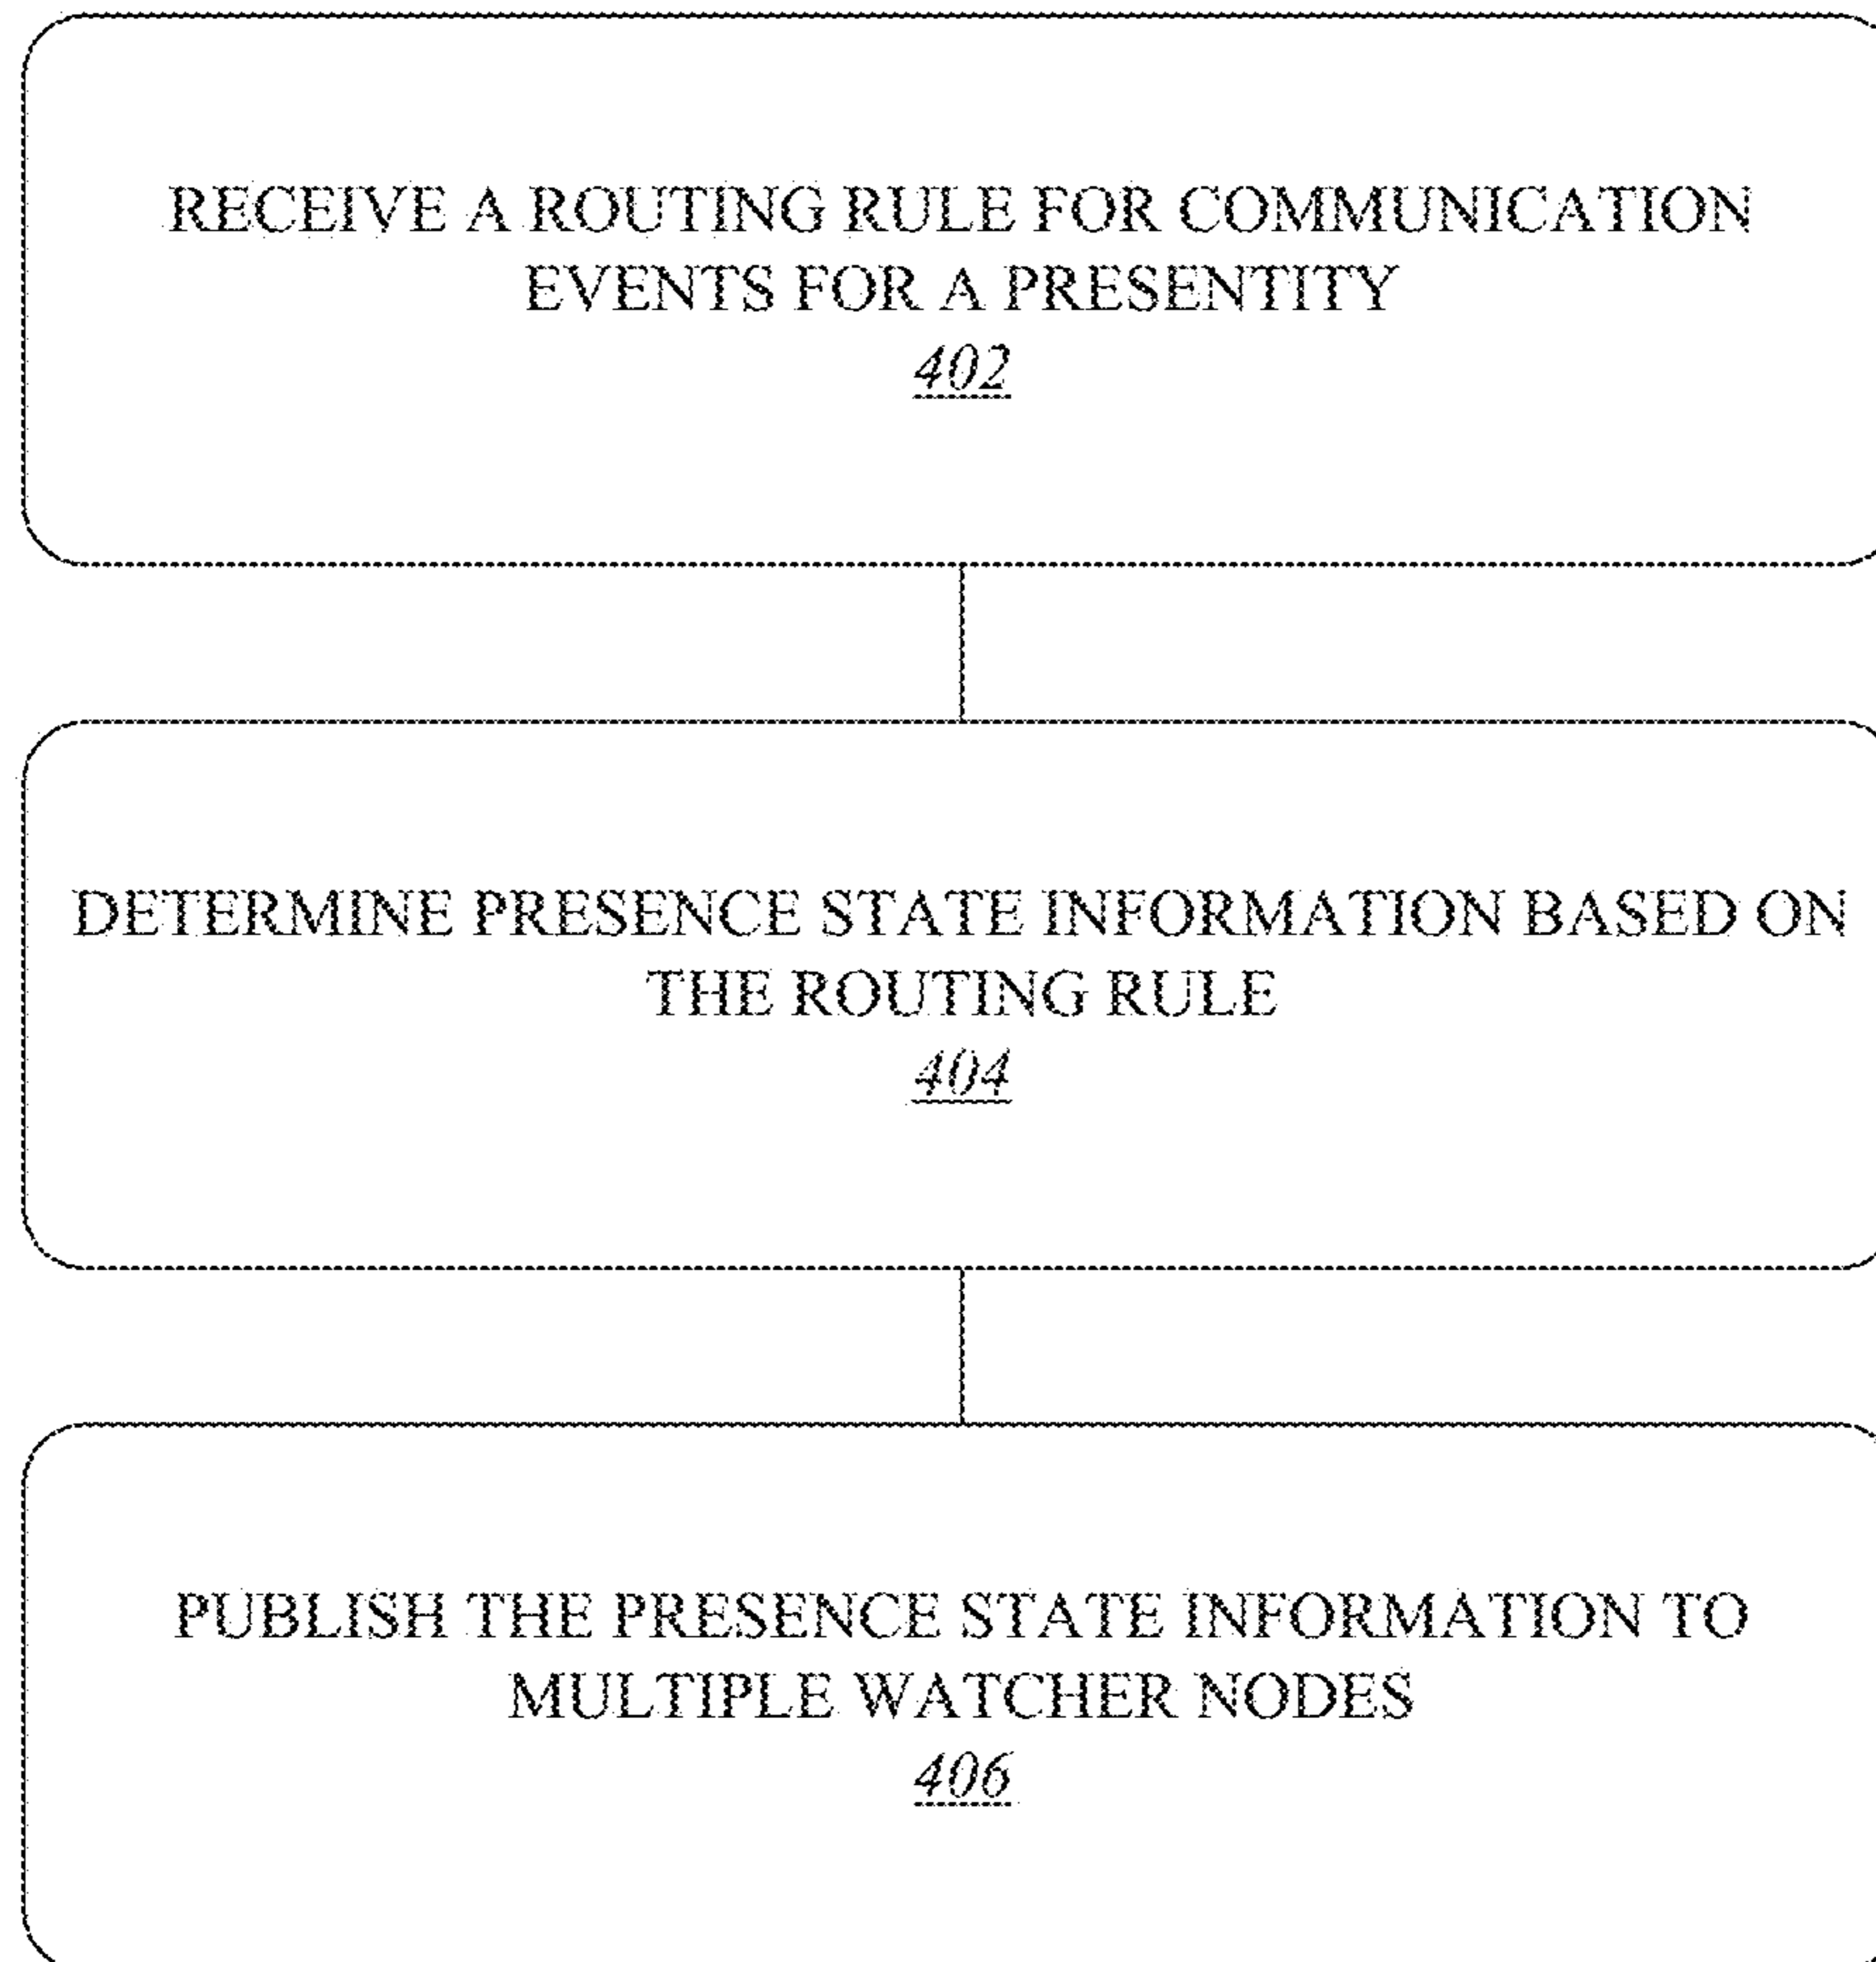 RECEIVE A ROUTING RULE FOR COMMUNICATION
EVENTS FOR A PRESENTITY
402
DETERMINE PRESENCE STATE INFORMATION BASED ON
THE ROUTING RULE
404
PUBLISH THE PRESENCE STATE INFORMATION TO
MULTIPLE WATCHER NODES
406